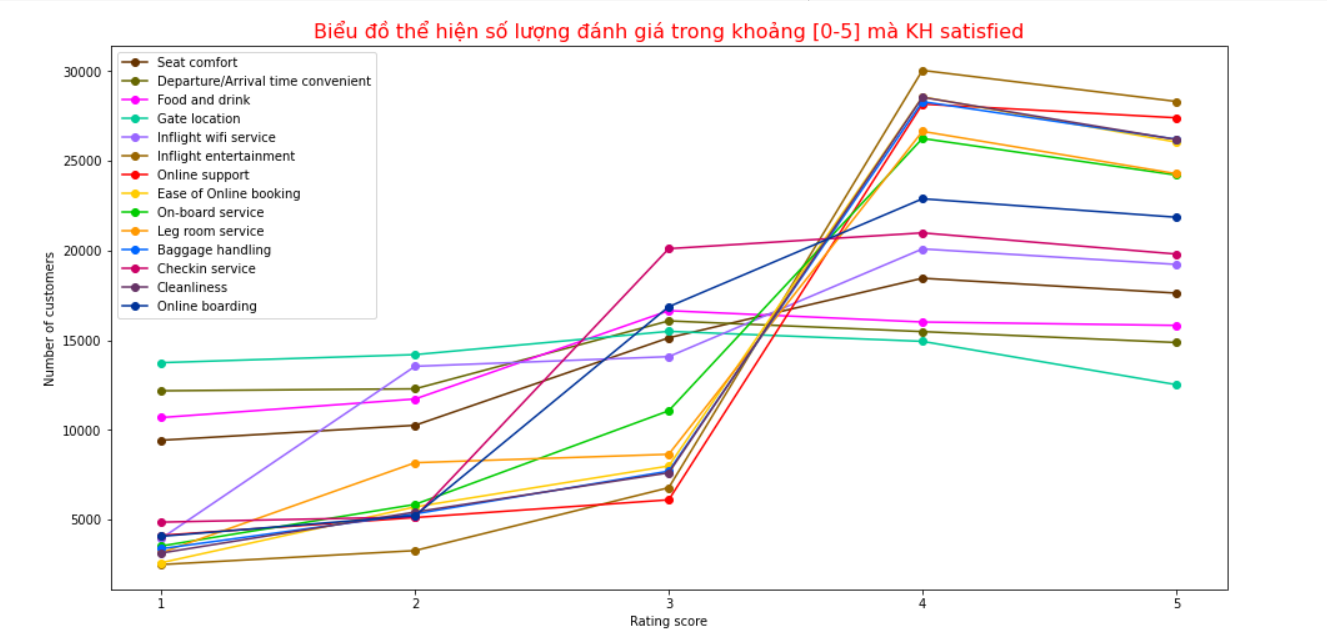 Biểu đồ thể hiện số lượng đánh giá trong khoảng [0-5] mà KH satisfied
Seat comfort
Departure/Arrival time convenient
Food and drink
Gate location
Inflight wifi service
Inflight entertainment
Online support
Ease of Online booking
On-board service
Leg room service
Baggage handling
Checkin service
Cleanliness
Online boarding
Number of customers
30000
25000
20000
15000
10000
5000
1 2 3 4 5
Rating score